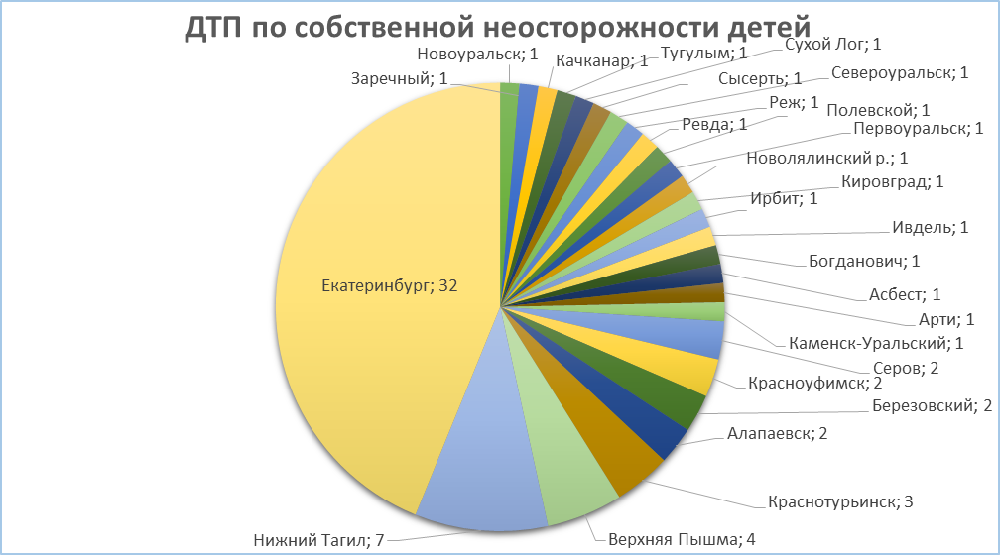 ДТП по собственной неосторожности детей
Новоуральск; 1
Заречный; 1
Качканар; 1
Тугулым; 1
Сухой Лог; 1
Сысерть; 1
Североуральск; 1
Реж; 1
Полевской; 1
Ревда; 1
Первоуральск; 1
Новолялинский р.; 1
Кировград; 1
Ирбит; 1
Ивдель; 1
Богданович; 1
Асбест; 1
Арти; 1
Каменск-Уральский; 1
Серов; 2
Красноуфимск; 2
Березовский; 2
Алапаевск; 2
Краснотурьинск; 3
Верхняя Пышма; 4
Нижний Тагил; 7
Екатеринбург; 32